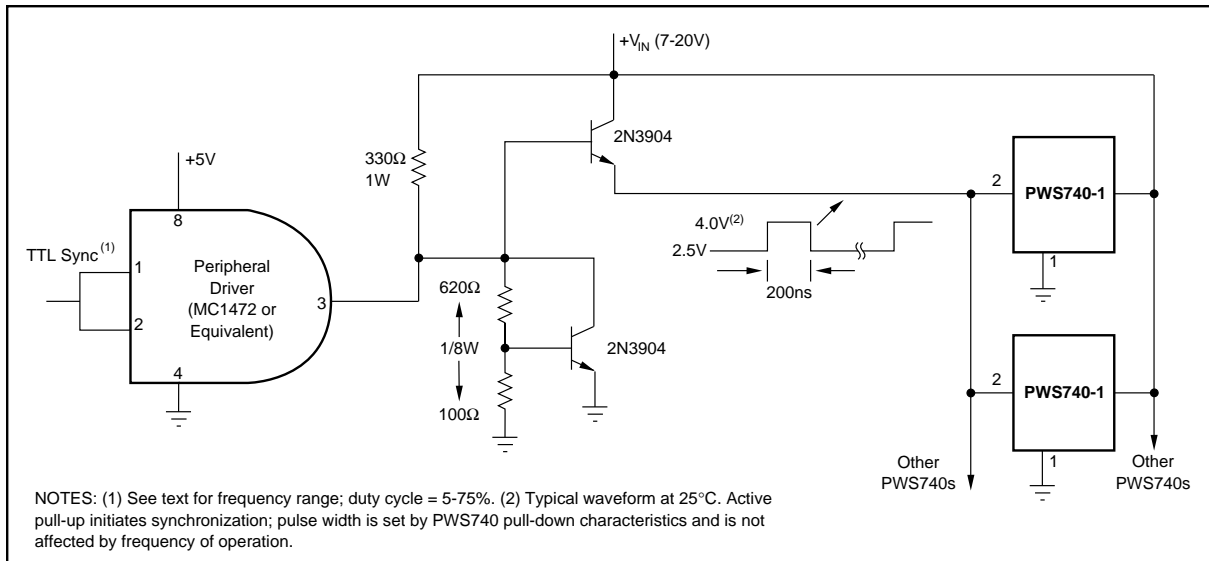 +V_IN (7-20V)
2N3904
330Ω
1W
+5V
8
TTL Sync (1)
1
2
Peripheral
Driver
(MC1472 or
Equivalent)
3
4
620Ω
1/8W
100Ω
2N3904
4.0V(2)
2.5V
200ns
2
PWS740-1
1
2
PWS740-1
1
Other
PWS740s
Other
PWS740s
NOTES: (1) See text for frequency range; duty cycle = 5-75%. (2) Typical waveform at 25°C. Active
pull-up initiates synchronization; pulse width is set by PWS740 pull-down characteristics and is not
affected by frequency of operation.